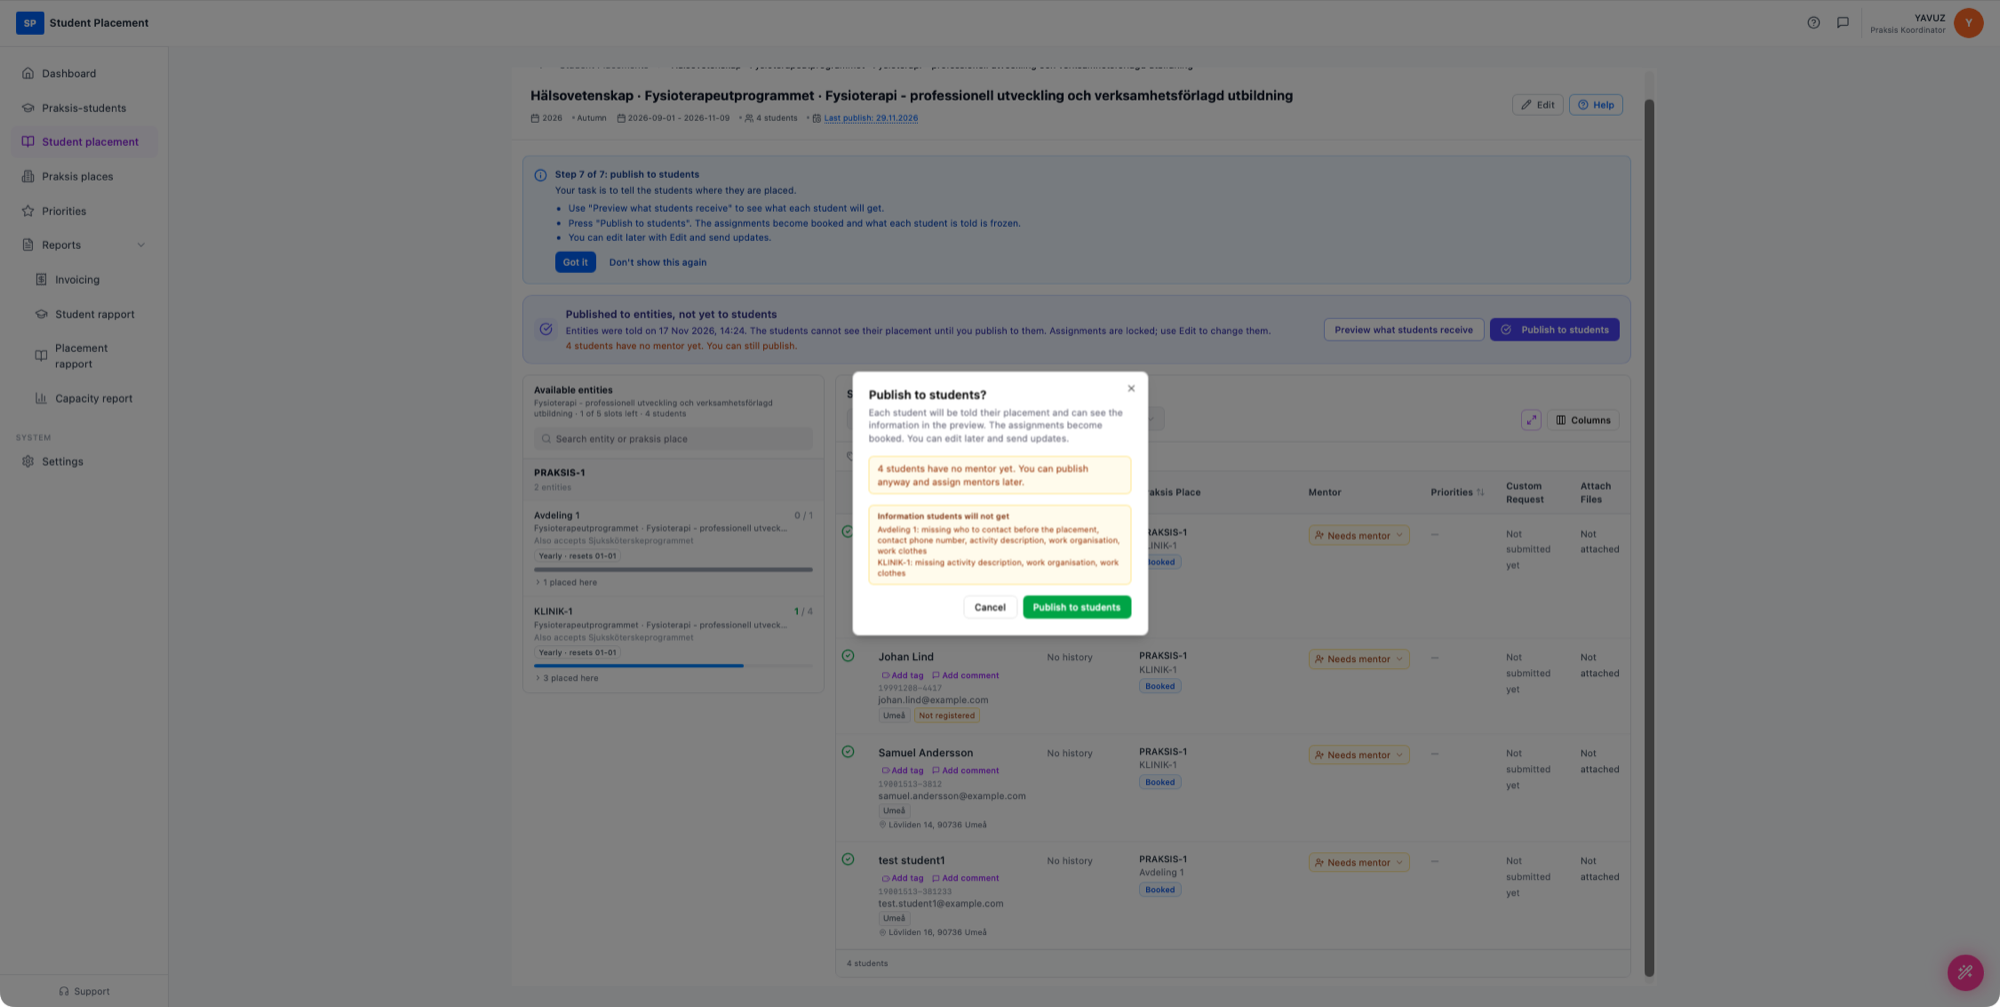 SP Student Placement
YAVUZ
Praksis Koordinator
Y
Dashboard
Praksis-students
Student placement
Praksis places
Priorities
Reports
Invoicing
Student rapport
Placement
rapport
Capacity report
SYSTEM
Settings
Support
Hälsovetenskap · Fysioterapeutprogrammet · Fysioterapi - professionell utveckling och verksamhetsförlagd utbildning
2026 • Autumn 2026-09-01 - 2026-11-09 • 4 students • Last publish: 29.11.2026
Edit
Help
Step 7 of 7: publish to students
Your task is to tell the students where they are placed.
• Use "Preview what students receive" to see what each student will get.
• Press "Publish to students". The assignments become booked and what each student is told is frozen.
• You can edit later with Edit and send updates.
Got it Don't show this again
Published to entities, not yet to students
Entities were told on 17 Nov 2026, 14:24. The students cannot see their placement until you publish to them. Assignments are locked; use Edit to change them.
4 students have no mentor yet. You can still publish.
Preview what students receive
Publish to students
Available entities
Fysioterapi - professionell utveckling och verksamhetsförlagd
utbildning · 1 of 5 slots left · 4 students
Search entity or praksis place
PRAKSIS-1
2 entities
Avdeling 1 0 / 1
Fysioterapeutprogrammet · Fysioterapi - professionell utveck...
Also accepts Sjuksköterskeprogrammet
Yearly · resets 01-01
1 placed here
KLINIK-1 1 / 4
Fysioterapeutprogrammet · Fysioterapi - professionell utveck...
Also accepts Sjuksköterskeprogrammet
Yearly · resets 01-01
3 placed here
Publish to students?
Each student will be told their placement and can see the
information in the preview. The assignments become
booked. You can edit later and send updates.
4 students have no mentor yet. You can publish
anyway and assign mentors later.
Information students will not get
Avdeling 1: missing who to contact before the placement,
contact phone number, activity description, work organisation,
work clothes
KLINIK-1: missing activity description, work organisation, work
clothes
Cancel
Publish to students
Columns
Mentor
Priorities
Custom
Request
Attach
Files
Needs mentor
—
Not
submitted
yet
Not
attached
Johan Lind
Add tag Add comment
19991208-4417
johan.lind@example.com
Umeå Not registered
No history
PRAKSIS-1
KLINIK-1
Booked
Needs mentor
—
Not
submitted
yet
Not
attached
Samuel Andersson
Add tag Add comment
19001513-3812
samuel.andersson@example.com
Umeå
Lövliden 14, 90736 Umeå
No history
PRAKSIS-1
KLINIK-1
Booked
Needs mentor
—
Not
submitted
yet
Not
attached
test student1
Add tag Add comment
19001513-381233
test.student1@example.com
Umeå
Lövliden 16, 90736 Umeå
No history
PRAKSIS-1
Avdeling 1
Booked
Needs mentor
—
Not
submitted
yet
Not
attached
4 students